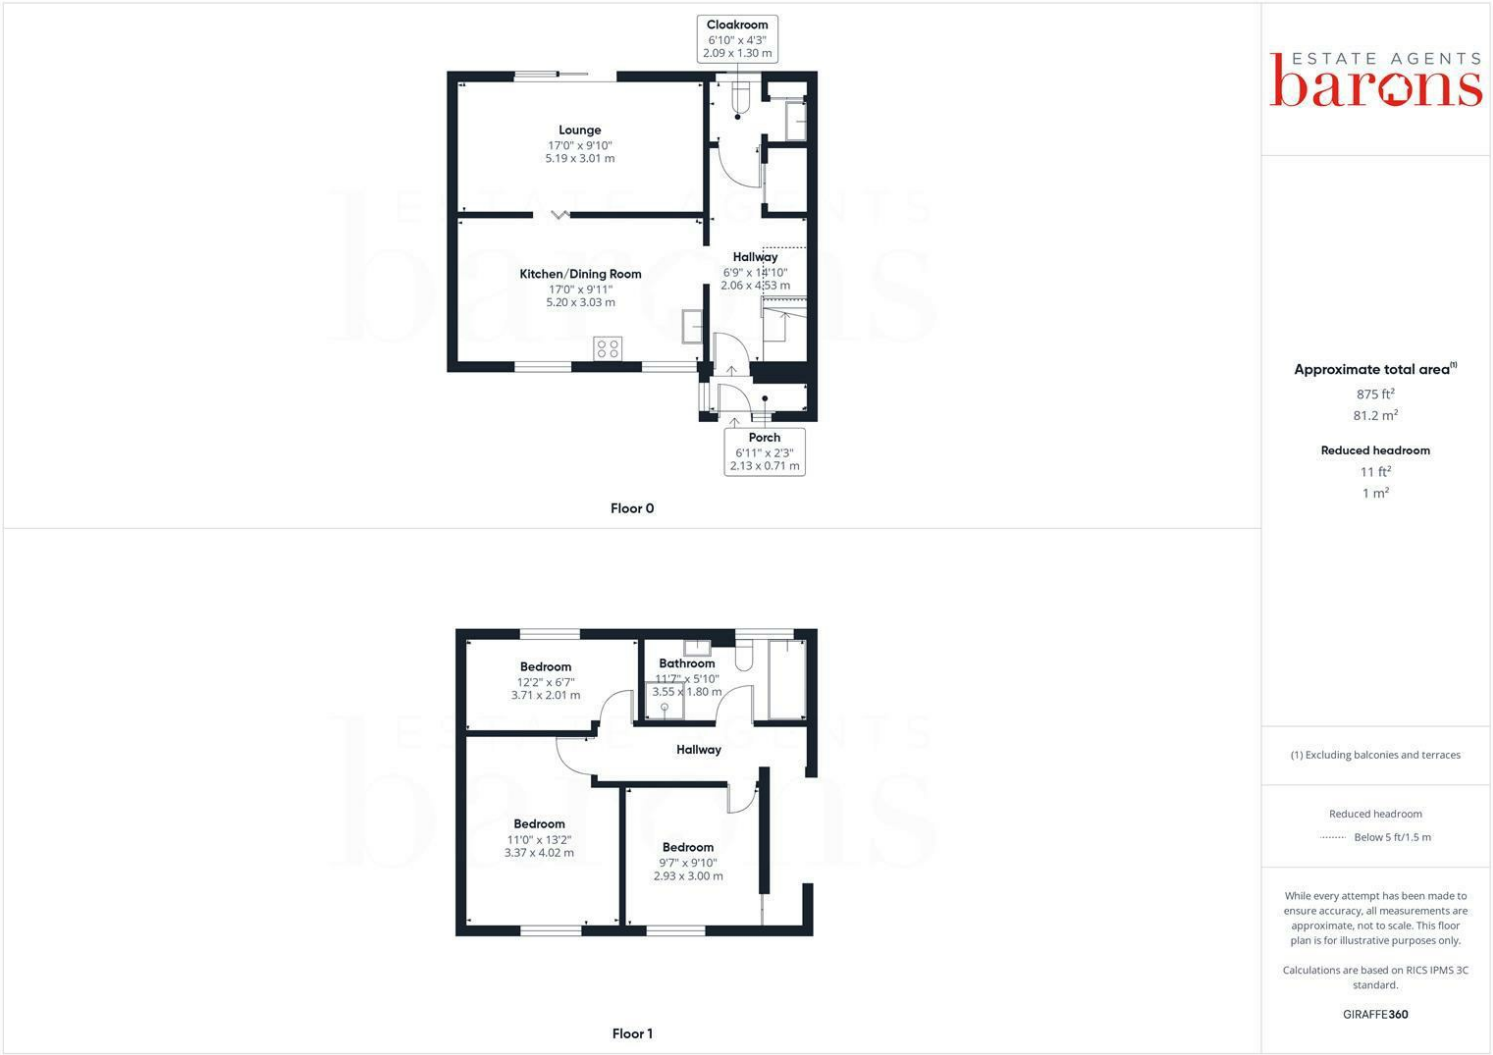 Cloakroom
6'10" x 4'3"
2.09 x 1.30 m
Lounge
17'0" x 9'10"
5.19 x 3.01 m
Kitchen/Dining Room
17'0" x 9'11"
5.20 x 3.03 m
Hallway
6'9" x 14'10"
2.06 x 4.53 m
Porch
6'11" x 2'3"
2.13 x 0.71 m
ESTATE AGENTS
barons
Floor 0
Bedroom
12'2" x 6'7"
3.71 x 2.01 m
Bathroom
11'7" x 5'10"
3.55 x 1.80 m
Hallway
Bedroom
11'0" x 13'2"
3.37 x 4.02 m
Bedroom
9'7" x 9'10"
2.93 x 3.00 m
ESTATE AGENTS
barons
Floor 1
ESTATE AGENTS
barons
Approximate total area(1)
875 ft²
81.2 m²
Reduced headroom
11 ft²
1 m²
(1) Excluding balconies and terraces
Reduced headroom
Below 5 ft/1.5 m
While every attempt has been made to
ensure accuracy, all measurements are
approximate, not to scale. This floor
plan is for illustrative purposes only.
Calculations are based on RICS IPMS 3C
standard.
GIRAFFE360